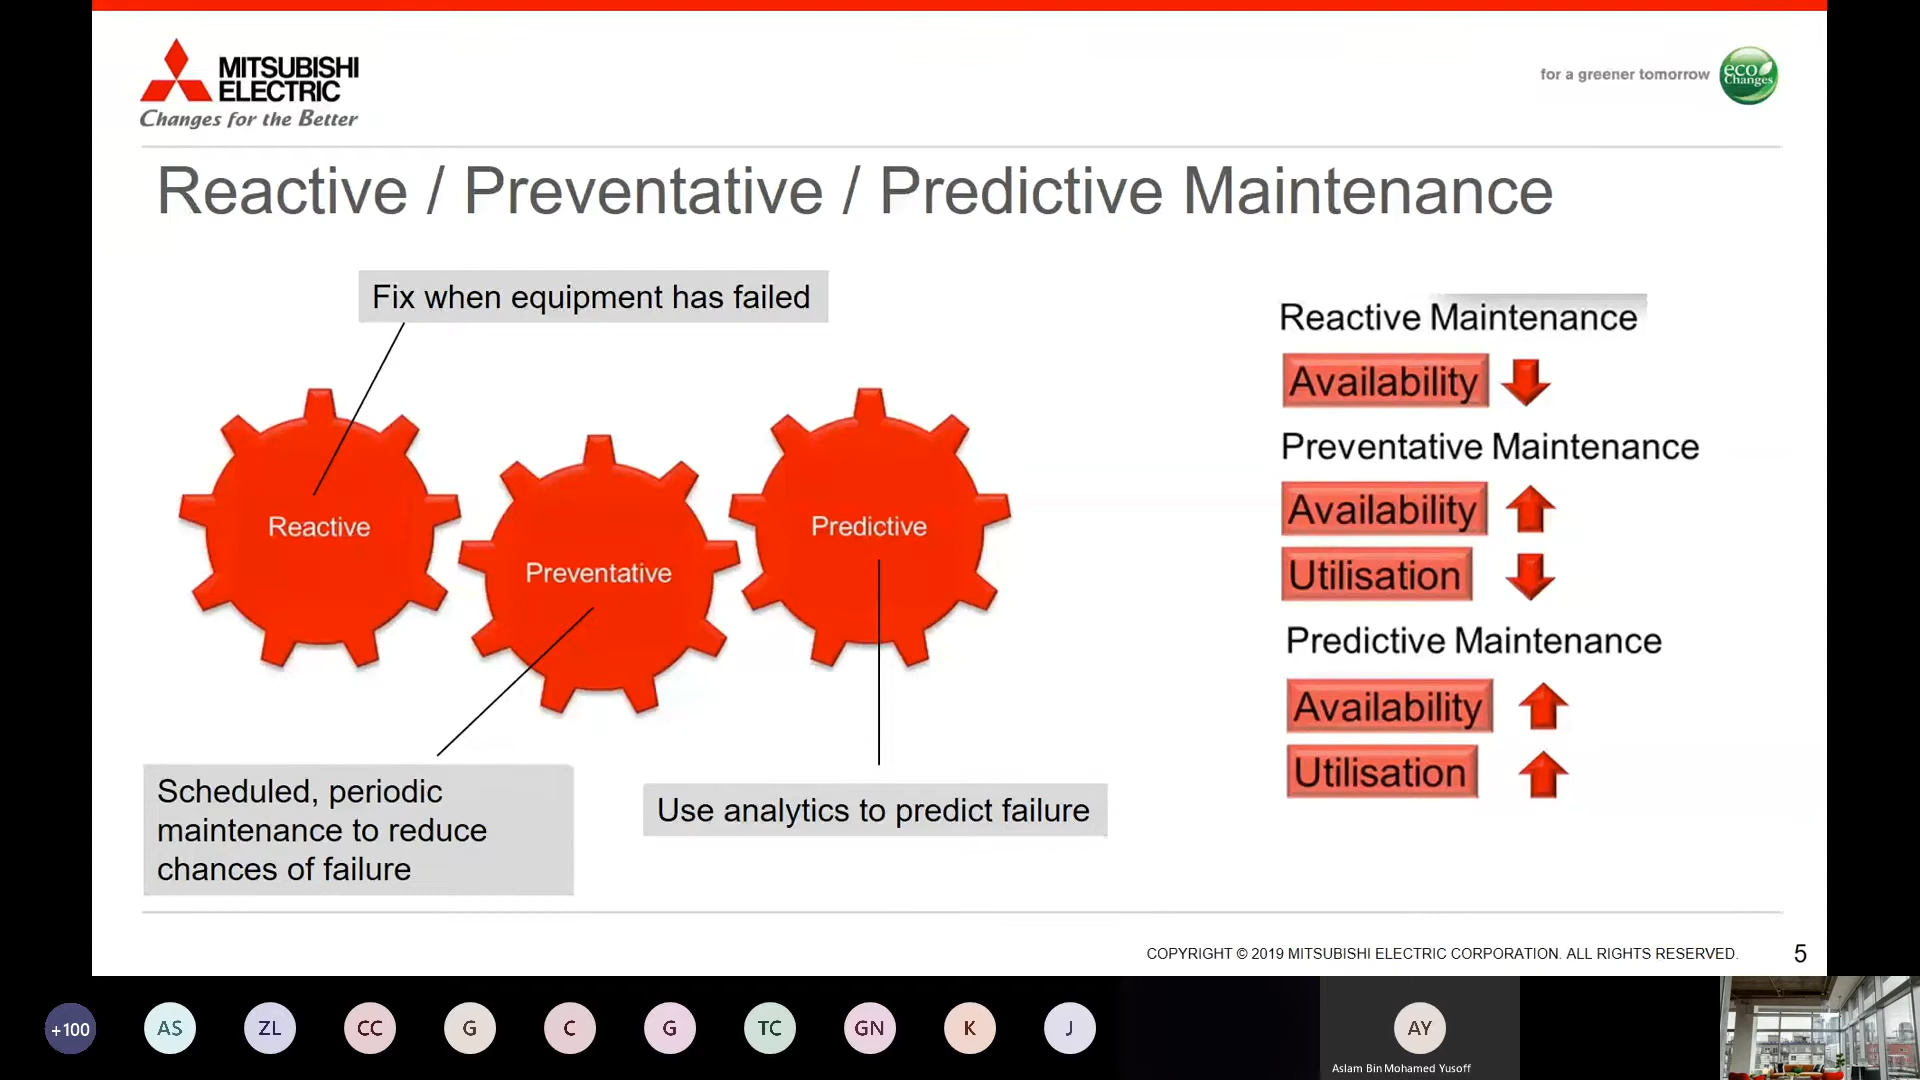 MITSUBISHI
ELECTRIC
Changes for the Better
for a greener tomorrow
eco
Changes
Reactive / Preventative / Predictive Maintenance
Fix when equipment has failed
Reactive
Preventative
Predictive
Scheduled, periodic
maintenance to reduce
chances of failure
Use analytics to predict failure
Reactive Maintenance
Availability
Preventative Maintenance
Availability
Utilisation
Predictive Maintenance
Availability
Utilisation
COPYRIGHT © 2019 MITSUBISHI ELECTRIC CORPORATION. ALL RIGHTS RESERVED.
5
+100
AS
ZL
CC
G
C
G
TC
GN
K
J
AY
Aslam Bin Mohamed Yusoff